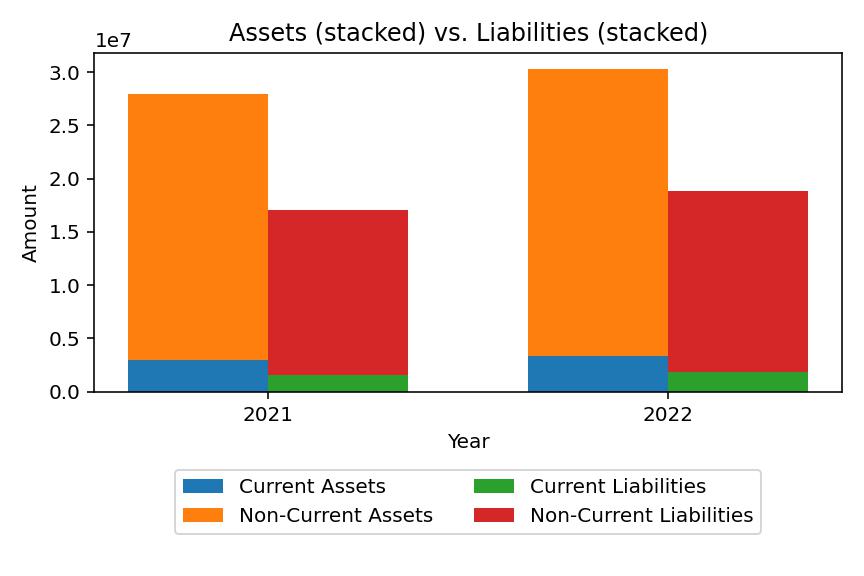 Assets (stacked) vs. Liabilities (stacked)
1e7
3.0
2.5
2.0
1.5
1.0
0.5
0.0
Amount
2021
2022
Year
Current Assets
Non-Current Assets
Current Liabilities
Non-Current Liabilities